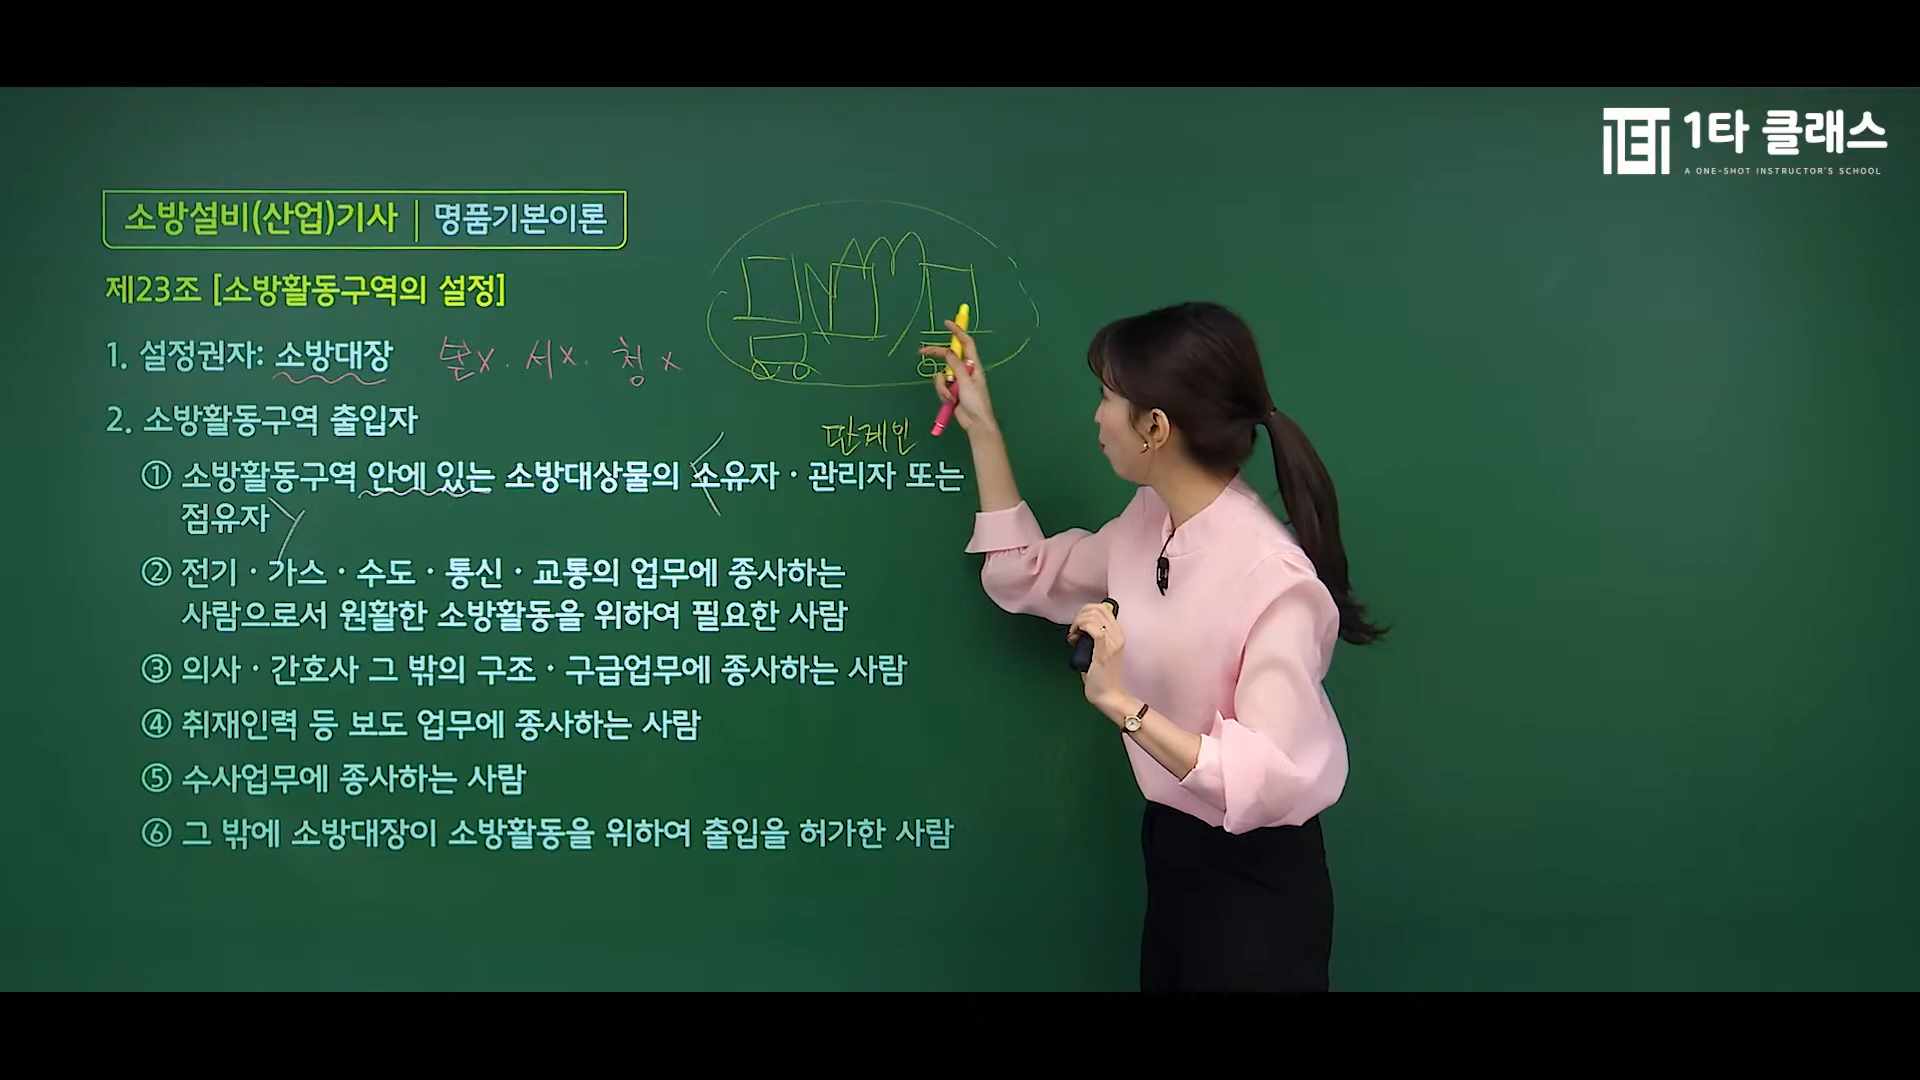 1타 클래스
A ONE-SHOT INSTRUCTOR'S SCHOOL
소방설비(산업)기사 | 명품기본이론
제23조 [소방활동구역의 설정]
1. 설정권자: 소방대장 본x · 서x · 청x
2. 소방활동구역 출입자
관계인
① 소방활동구역 안에 있는 소방대상물의 소유자 · 관리자 또는
점유자
② 전기 · 가스 · 수도 · 통신 · 교통의 업무에 종사하는
사람으로서 원활한 소방활동을 위하여 필요한 사람
③ 의사 · 간호사 그 밖의 구조 · 구급업무에 종사하는 사람
④ 취재인력 등 보도 업무에 종사하는 사람
⑤ 수사업무에 종사하는 사람
⑥ 그 밖에 소방대장이 소방활동을 위하여 출입을 허가한 사람